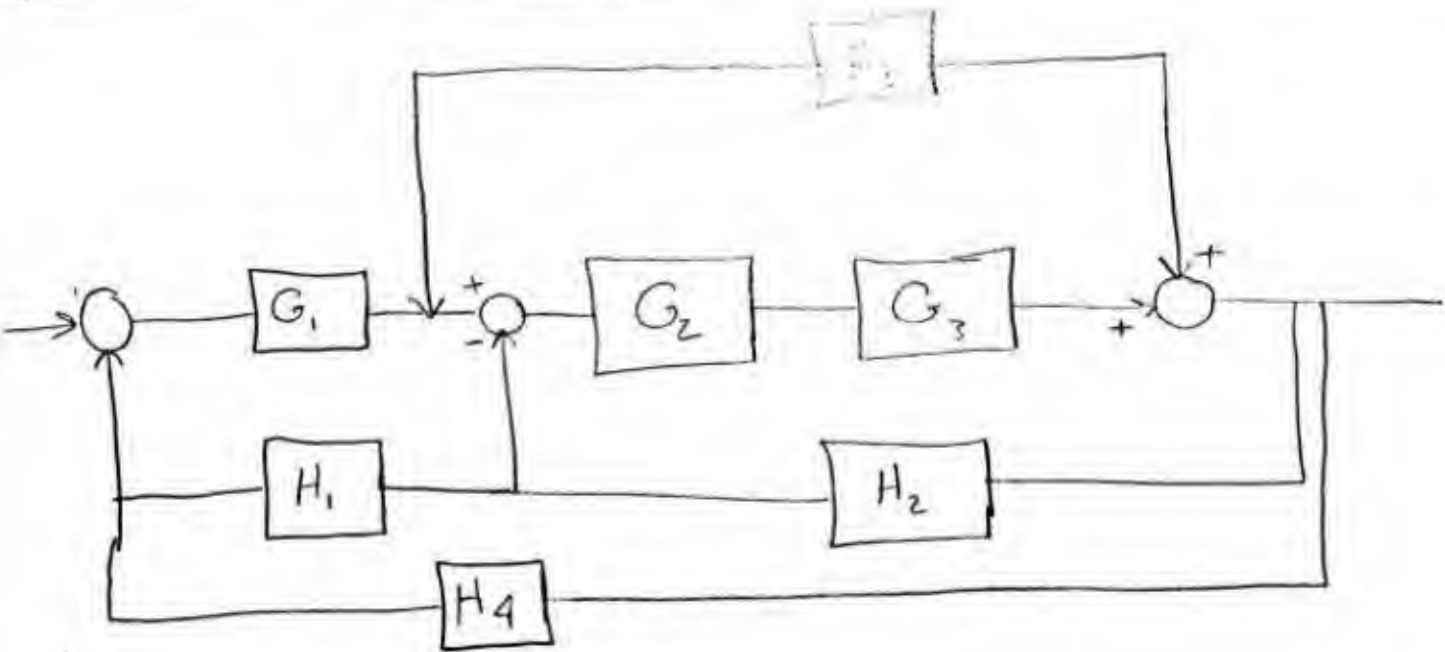 +
G₁
+
-
G₂
G₃
+
+
H₁
H₂
H4